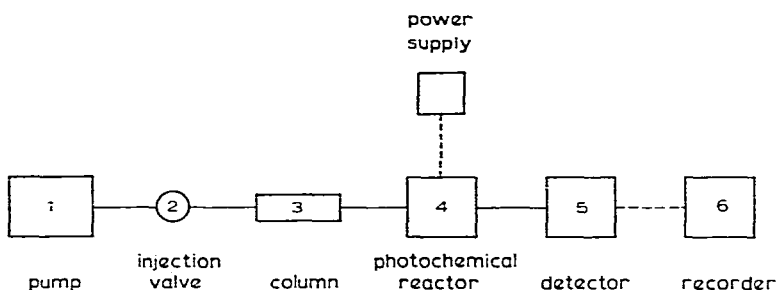 power
supply
1
2
3
4
5
6
pump
injection
valve
column
photochemical
reactor
detector
recorder